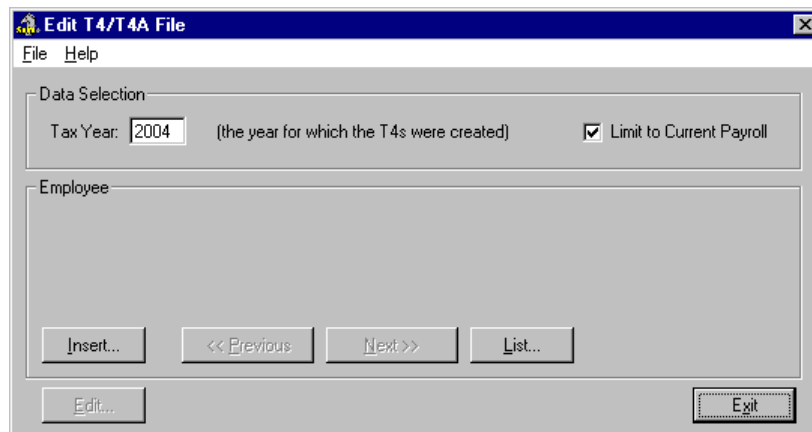 Edit T4/T4A File
File Help
Data Selection
Tax Year: 2004 (the year for which the T4s were created) Limit to Current Payroll
Employee
Insert... << Previous Next >> List...
Edit... Exit